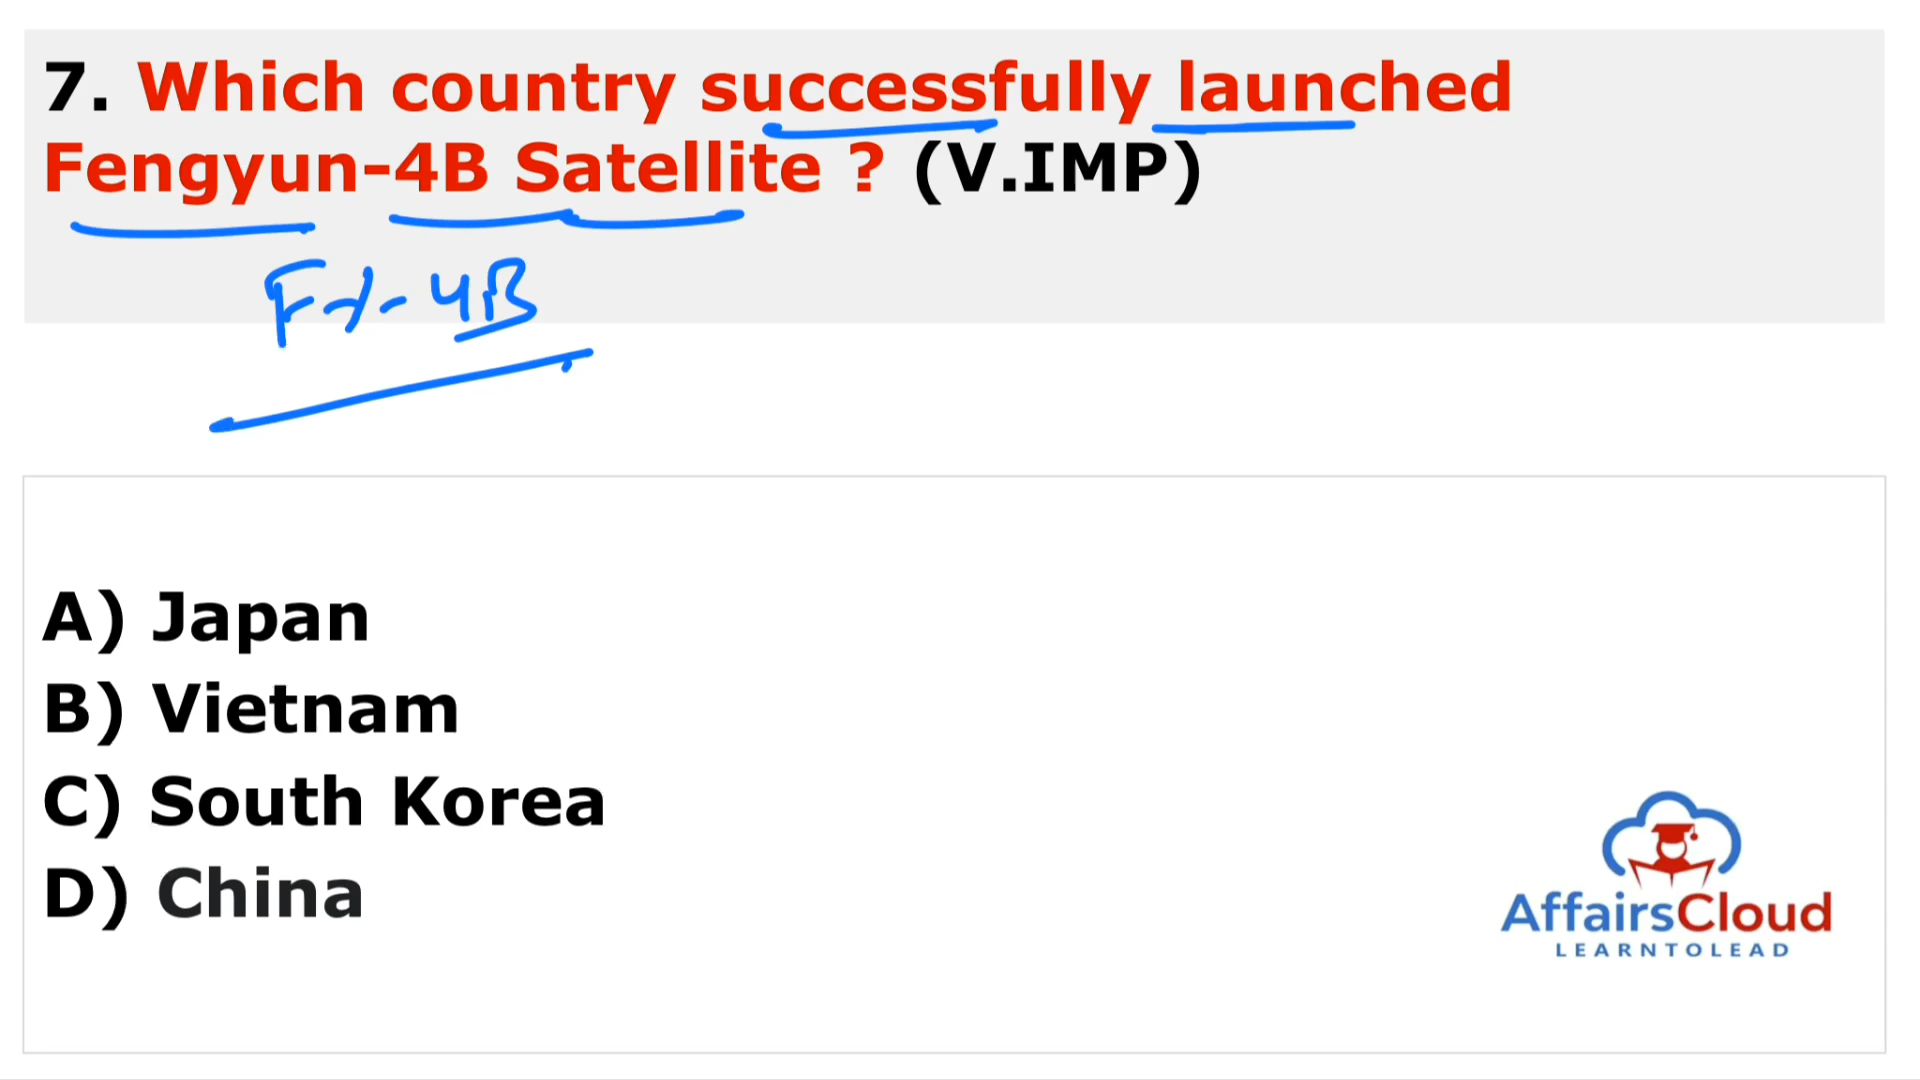 7. Which country successfully launched
Fengyun-4B Satellite ? (V.IMP)
FY-4B
A) Japan
B) Vietnam
C) South Korea
D) China
AffairsCloud
LEARNTOLEAD